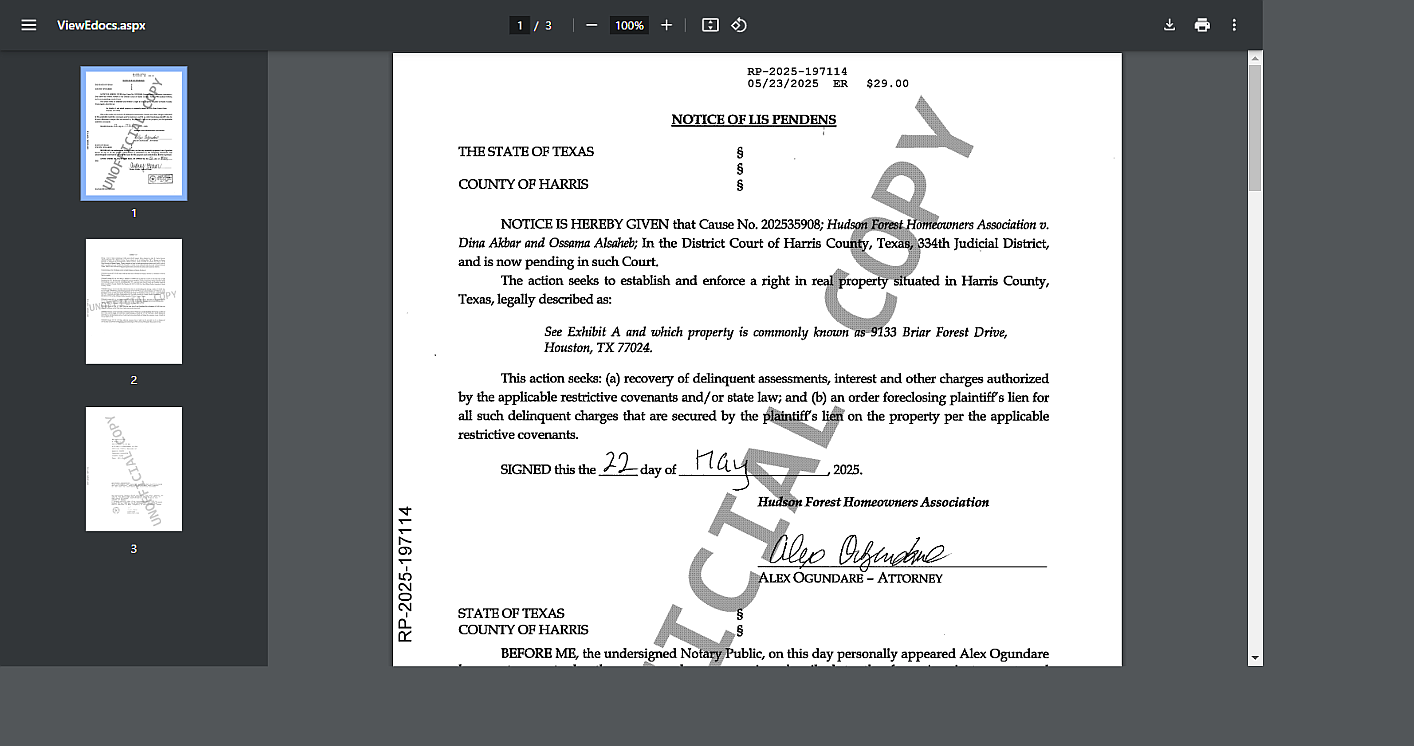 ViewEdocs.aspx
1 / 3
100%
1
2
3
UNOFFICIAL COPY
RP-2025-197114
05/23/2025 ER $29.00
NOTICE OF LIS PENDENS
THE STATE OF TEXAS §
§
COUNTY OF HARRIS §
NOTICE IS HEREBY GIVEN that Cause No. 202535908; Hudson Forest Homeowners Association v.
Dina Akbar and Ossama Alsaheb; In the District Court of Harris County, Texas, 334th Judicial District,
and is now pending in such Court.
The action seeks to establish and enforce a right in real property situated in Harris County,
Texas, legally described as:
See Exhibit A and which property is commonly known as 9133 Briar Forest Drive,
Houston, TX 77024.
This action seeks: (a) recovery of delinquent assessments, interest and other charges authorized
by the applicable restrictive covenants and/or state law; and (b) an order foreclosing plaintiff's lien for
all such delinquent charges that are secured by the plaintiff's lien on the property per the applicable
restrictive covenants.
SIGNED this the 22 day of May, 2025.
Hudson Forest Homeowners Association
Alex Ogundare
ALEX OGUNDARE – ATTORNEY
STATE OF TEXAS §
COUNTY OF HARRIS §
BEFORE ME, the undersigned Notary Public, on this day personally appeared Alex Ogundare
RP-2025-197114
ICIAL COPY